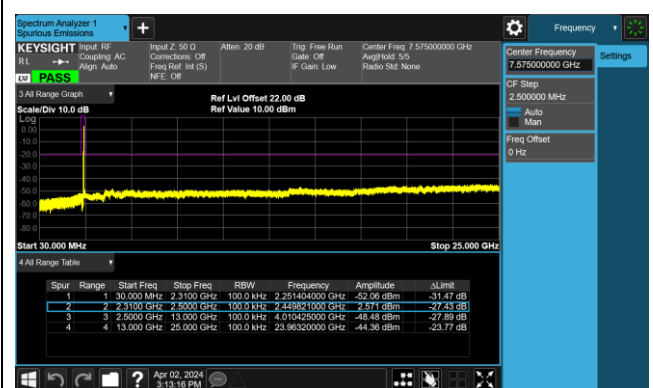 Spectrum Analyzer 1
Spurious Emissions
Frequency
KEYSIGHT Input: RF Input Z: 50 Ω Atten: 20 dB Trig: Free Run Center Freq: 7.575000000 GHz
RL Coupling: AC Corrections: Off Gate: Off Avg|Hold: 5/5
Align: Auto Freq Ref: Int (S) IF Gain: Low Radio Std: None
NFE: Off
LXI PASS
Center Frequency
7.575000000 GHz
Settings
CF Step
2.500000 MHz
Auto
Man
Freq Offset
0 Hz
3 All Range Graph
Ref Lvl Offset 22.00 dB
Scale/Div 10.0 dB Ref Value 10.00 dBm
Log
0.00
-10.0
-20.0
-30.0
-40.0
-50.0
-60.0
-70.0
-80.0
Start 30.000 MHz Stop 25.000 GHz
4 All Range Table
Spur Range Start Freq Stop Freq RBW Frequency Amplitude ΔLimit
1 1 30.000 MHz 2.3100 GHz 100.0 kHz 2.251404000 GHz -52.06 dBm -31.47 dB
2 2 2.3100 GHz 2.5000 GHz 100.0 kHz 2.449821000 GHz 2.571 dBm -27.43 dB
3 3 2.5000 GHz 13.000 GHz 100.0 kHz 4.010425000 GHz -48.48 dBm -27.89 dB
4 4 13.000 GHz 25.000 GHz 100.0 kHz 23.96320000 GHz -44.36 dBm -23.77 dB
Apr 02, 2024
3:13:16 PM